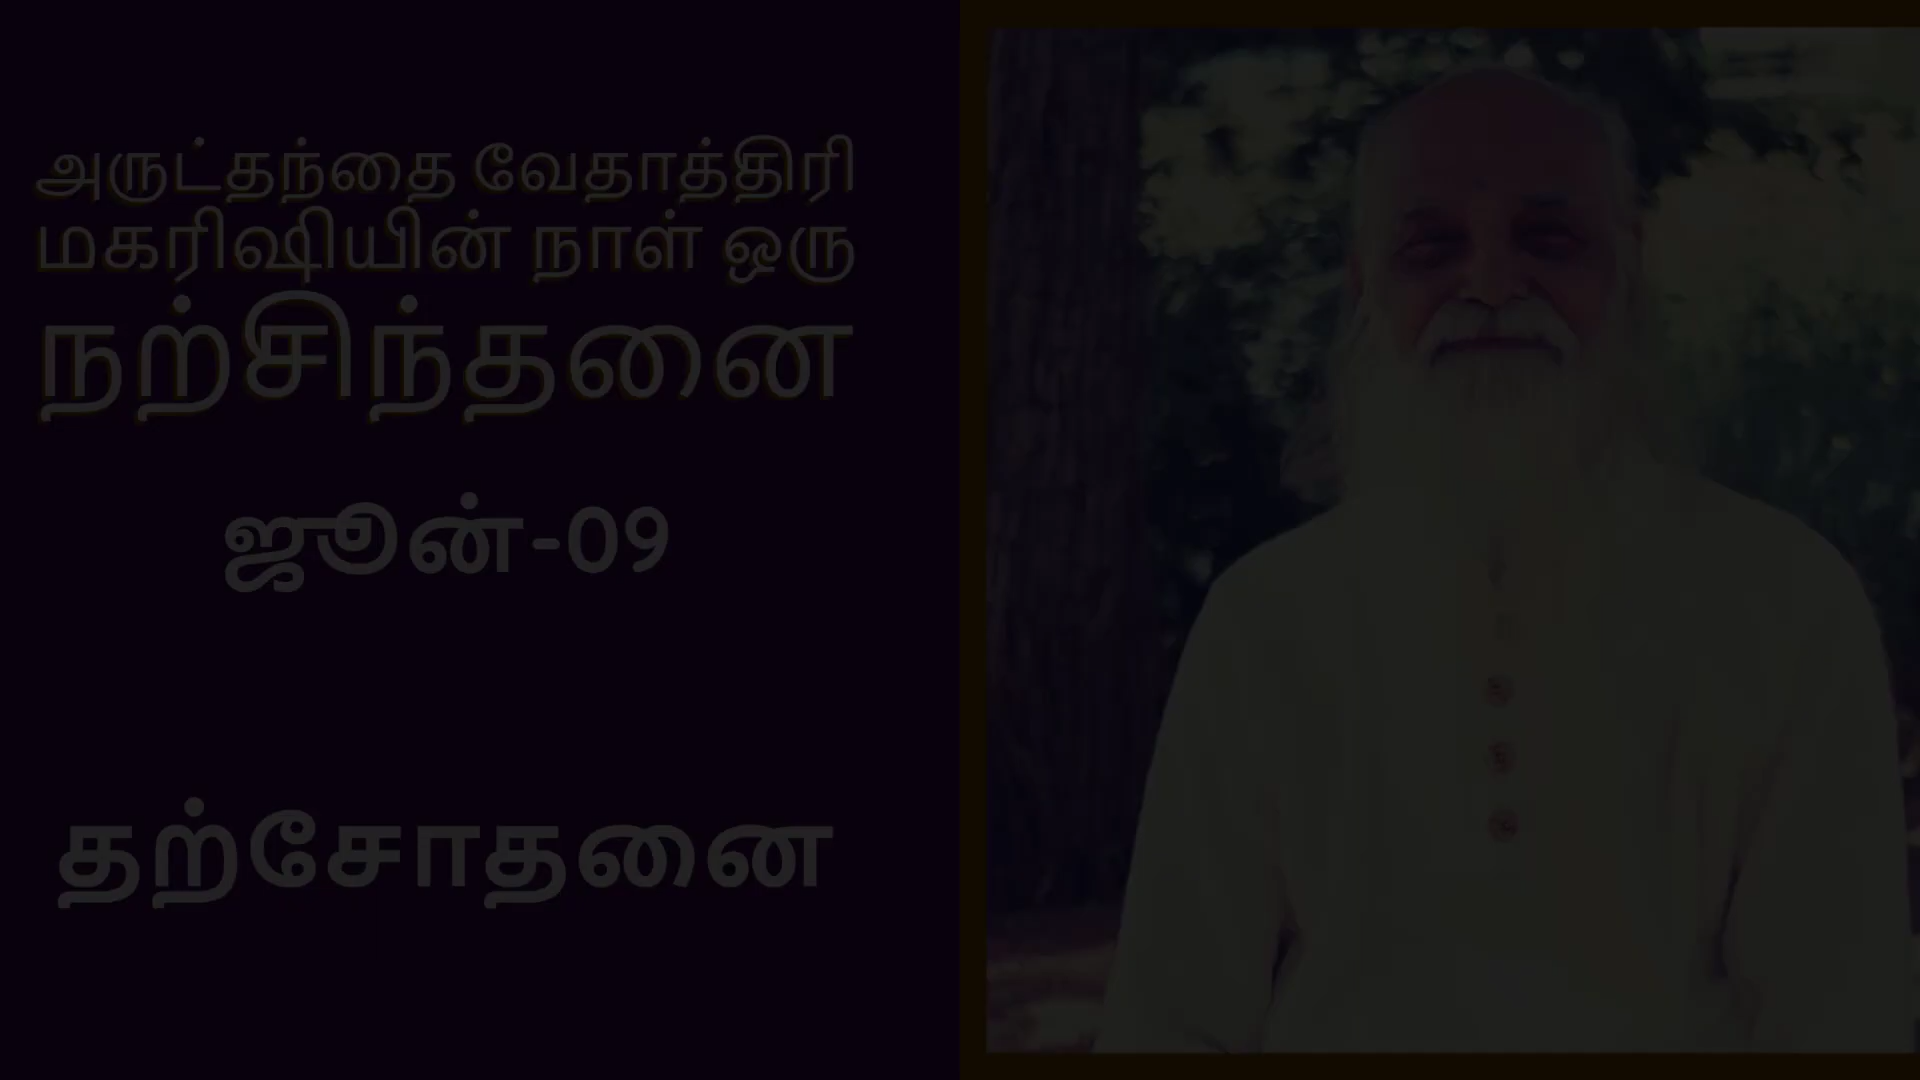 அருட்தந்தை வேதாத்திரி
மகரிஷியின் நாள் ஒரு
நற்சிந்தனை
ஜூன்-09
தற்சோதனை